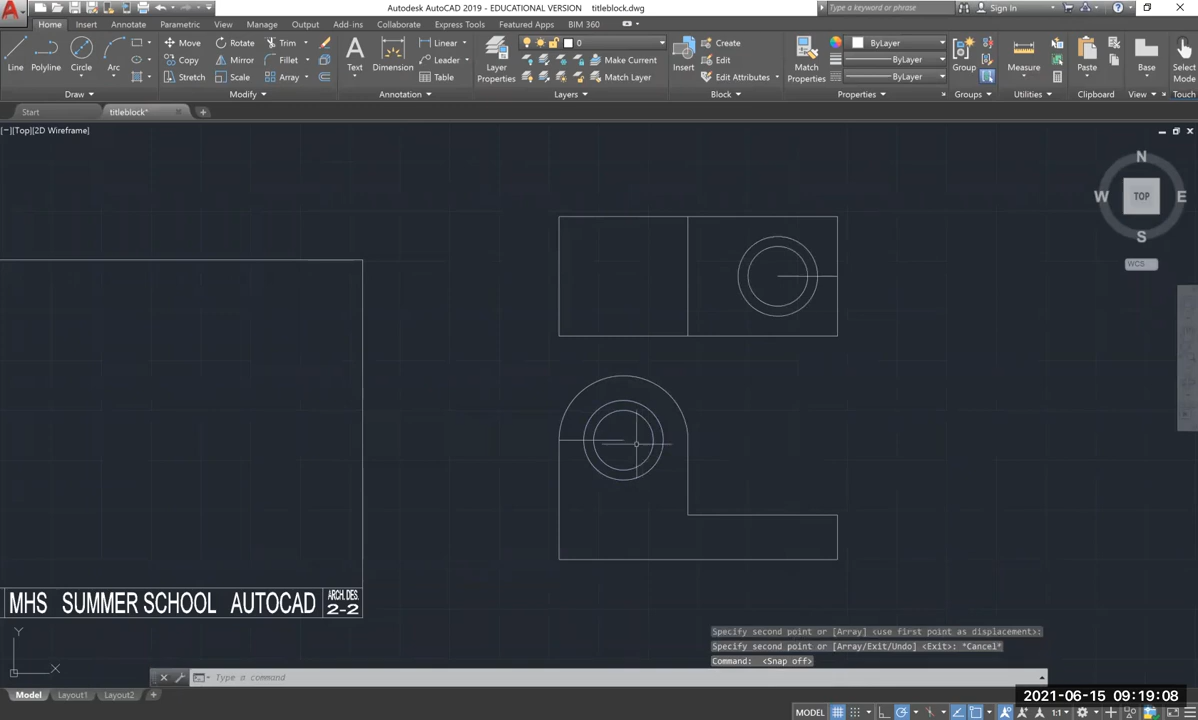 Autodesk AutoCAD 2019 - EDUCATIONAL VERSION titleblock.dwg
Type a keyword or phrase
Sign In
Home Insert Annotate Parametric View Manage Output Add-ins Collaborate Express Tools Featured Apps BIM 360
Line Polyline Circle Arc
Move Rotate Trim
Copy Mirror Fillet
Stretch Scale Array
Text Dimension
Linear
Leader
Table
Layer Properties
0
Make Current
Match Layer
Insert
Create
Edit
Edit Attributes
Match Properties
ByLayer
ByLayer
ByLayer
Group
Measure
Paste
Base
Select Mode
Draw Modify Annotation Layers Block Properties Groups Utilities Clipboard View Touch
Start titleblock*
[−][Top][2D Wireframe]
N
W TOP E
S
WCS
MHS SUMMER SCHOOL AUTOCAD
ARCH. DES.
2-2
Y
X
Specify second point or [Array] <use first point as displacement>:
Specify second point or [Array/Exit/Undo] <Exit>: *Cancel*
Command: <Snap off>
Type a command
Model Layout1 Layout2
2021-06-15 09:19:08
MODEL 1:1